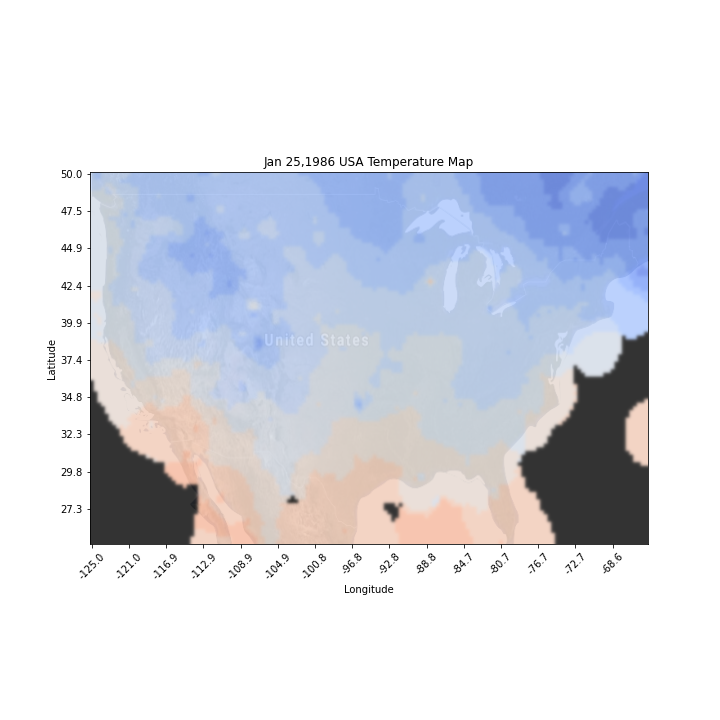 Jan 25,1986 USA Temperature Map
50.0
47.5
44.9
42.4
39.9
37.4
34.8
32.3
29.8
27.3
Latitude
United States
-125.0 -121.0 -116.9 -112.9 -108.9 -104.9 -100.8 -96.8 -92.8 -88.8 -84.7 -80.7 -76.7 -72.7 -68.6
Longitude